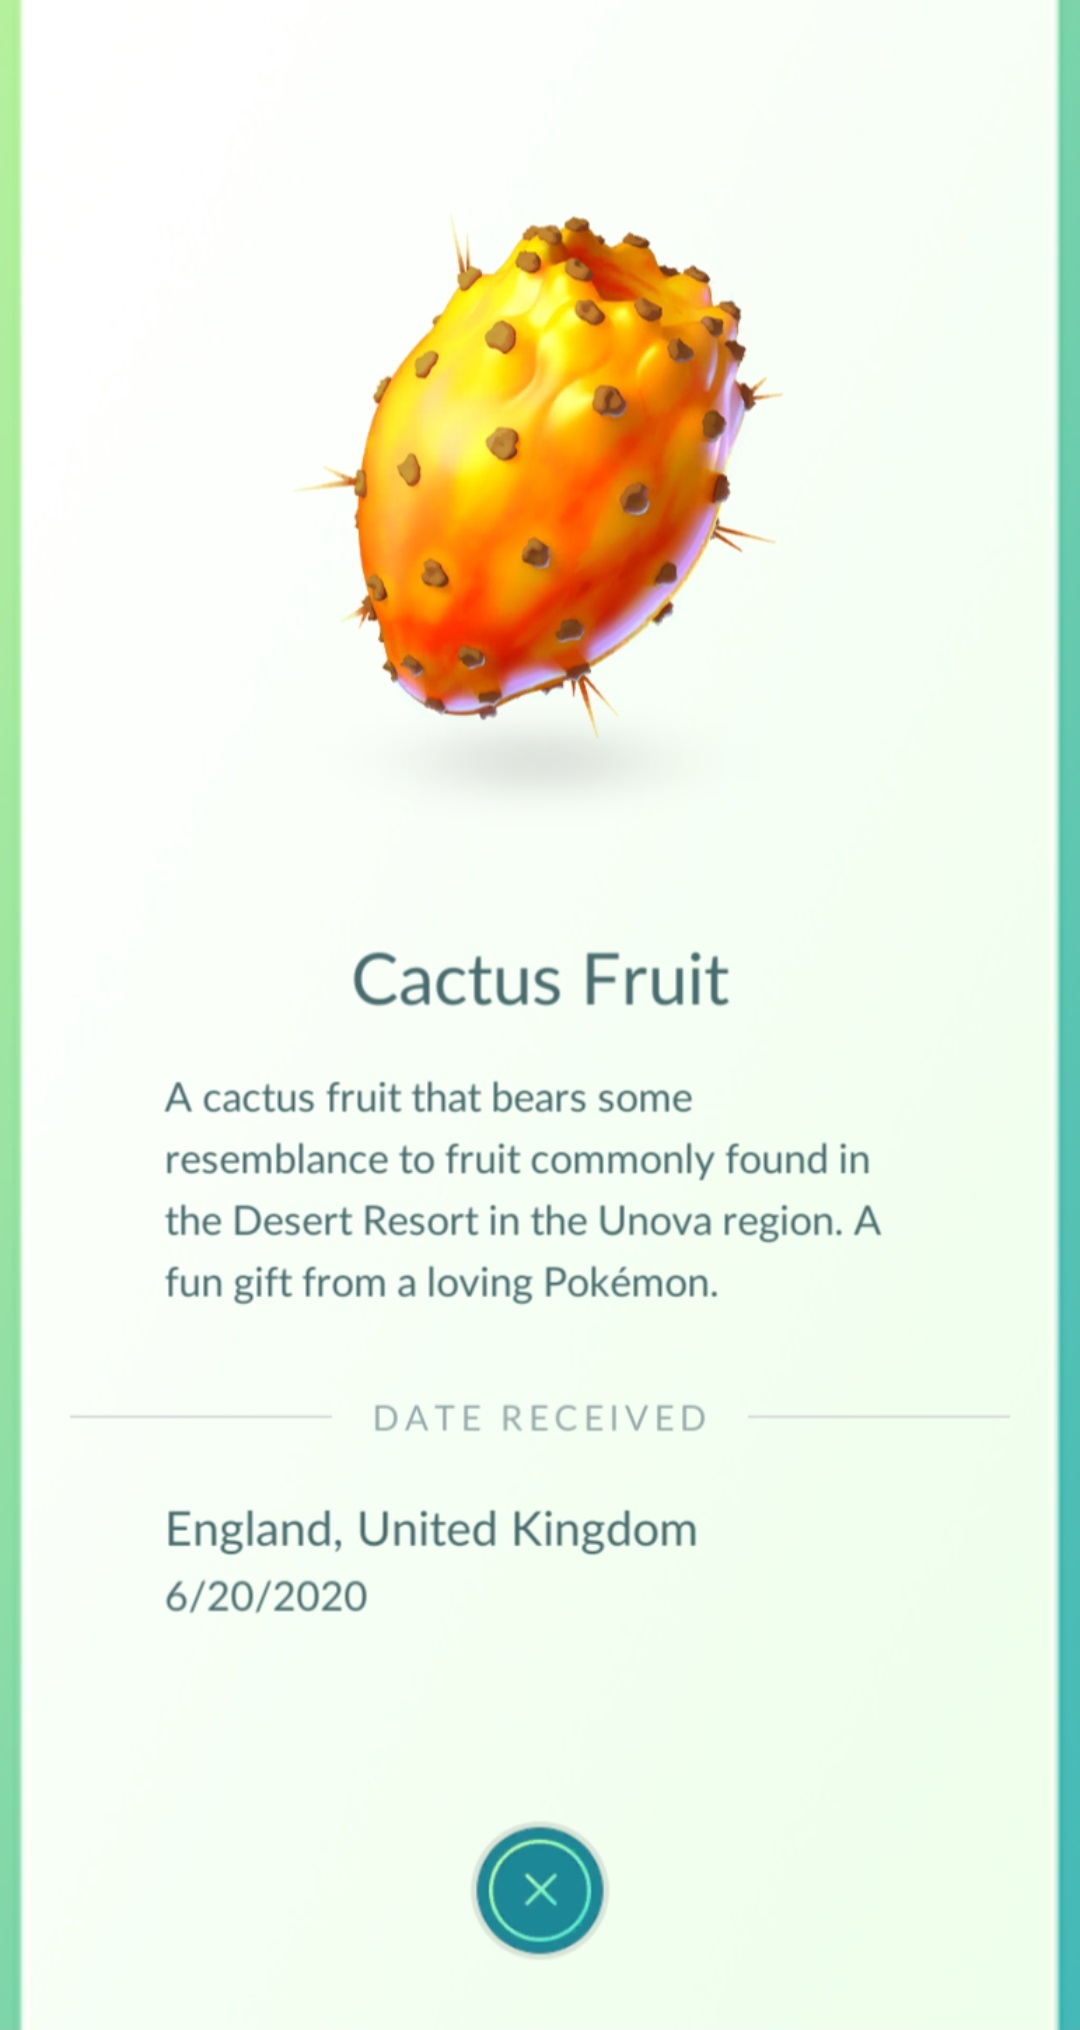 Cactus Fruit
A cactus fruit that bears some
resemblance to fruit commonly found in
the Desert Resort in the Unova region. A
fun gift from a loving Pokémon.
DATE RECEIVED
England, United Kingdom
6/20/2020